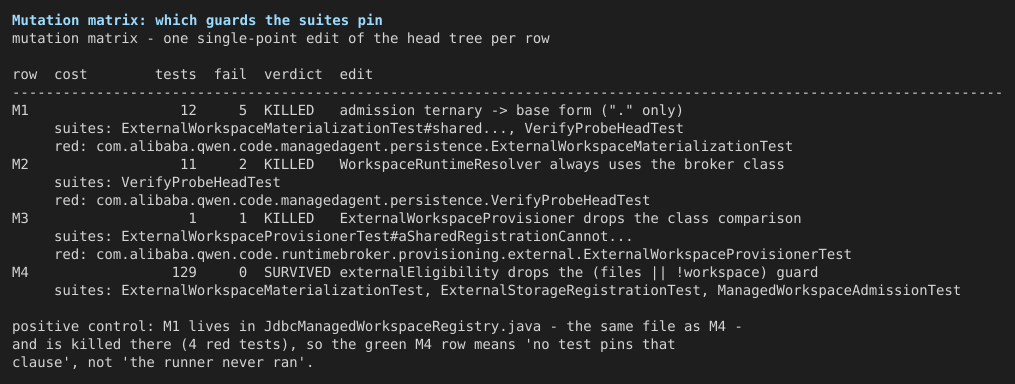 Mutation matrix: which guards the suites pin
mutation matrix - one single-point edit of the head tree per row
row  cost        tests  fail  verdict  edit
----------------------------------------------------------------------------------------------------------------------
M1                  12     5  KILLED   admission ternary -> base form ("." only)
     suites: ExternalWorkspaceMaterializationTest#shared..., VerifyProbeHeadTest
     red: com.alibaba.qwen.code.managedagent.persistence.ExternalWorkspaceMaterializationTest
M2                  11     2  KILLED   WorkspaceRuntimeResolver always uses the broker class
     suites: VerifyProbeHeadTest
     red: com.alibaba.qwen.code.managedagent.persistence.VerifyProbeHeadTest
M3                   1     1  KILLED   ExternalWorkspaceProvisioner drops the class comparison
     suites: ExternalWorkspaceProvisionerTest#aSharedRegistrationCannot...
     red: com.alibaba.qwen.code.runtimebroker.provisioning.external.ExternalWorkspaceProvisionerTest
M4                 129     0  SURVIVED externalEligibility drops the (files || !workspace) guard
     suites: ExternalWorkspaceMaterializationTest, ExternalStorageRegistrationTest, ManagedWorkspaceAdmissionTest
positive control: M1 lives in JdbcManagedWorkspaceRegistry.java - the same file as M4 -
and is killed there (4 red tests), so the green M4 row means 'no test pins that
clause', not 'the runner never ran'.